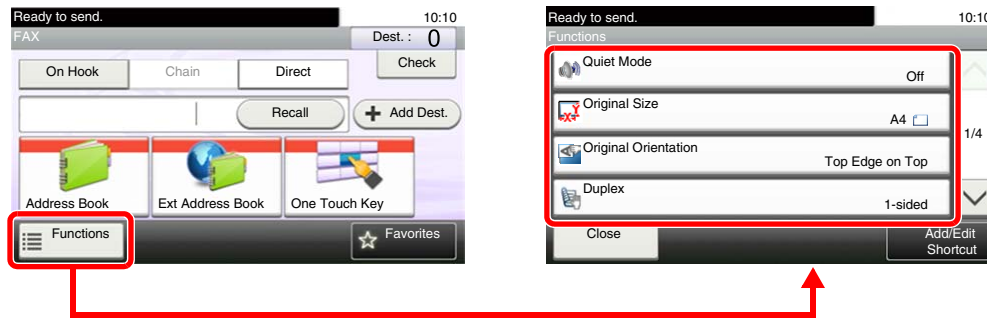 Ready to send. 10:10
FAX Dest. : 0
On Hook Chain Direct Check
Recall + Add Dest.
Address Book Ext Address Book One Touch Key
Functions Favorites
Ready to send. 10:10
Functions
Quiet Mode
Off
Original Size
A4
1/4
Original Orientation
Top Edge on Top
Duplex
1-sided
Close Add/Edit
Shortcut